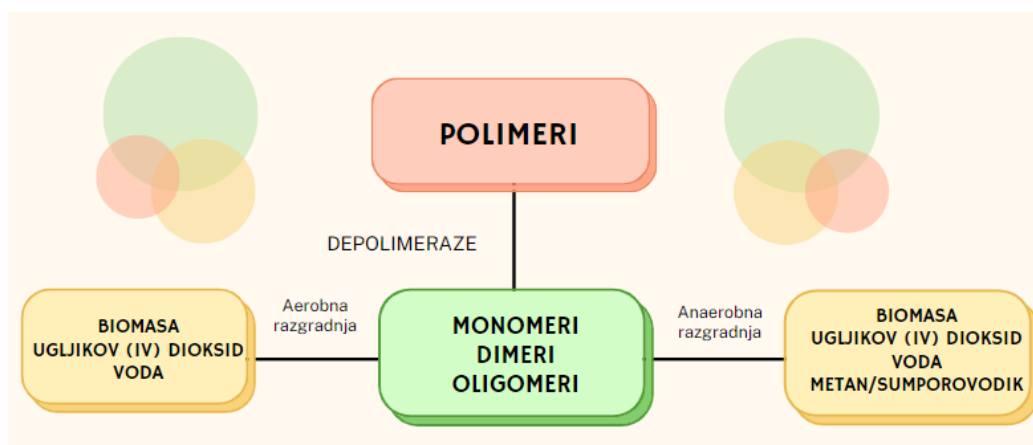 POLIMERI
DEPOLIMERAZE
Aerobna
razgradnja
Anaerobna
razgradnja
BIOMASA
UGLJIKOV (IV) DIOKSID
VODA
MONOMERI
DIMERI
OLIGOMERI
BIOMASA
UGLJIKOV (IV) DIOKSID
VODA
METAN/SUMPOROVODIK